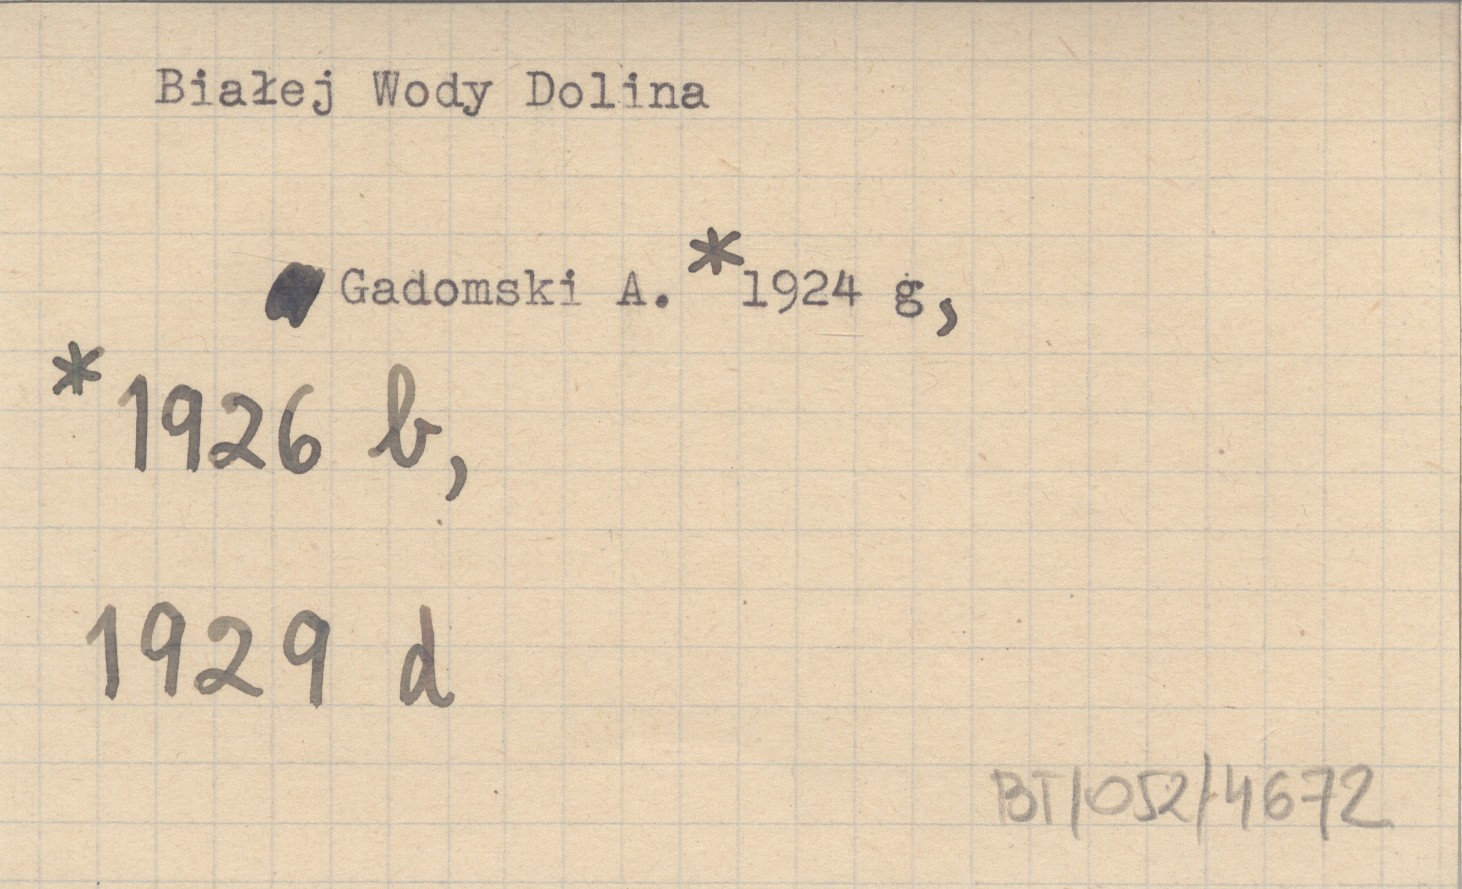 Białej Wody Dolina
Gadomski A. *1924 g,
*1926 b,
1929 d
BT/052/4672